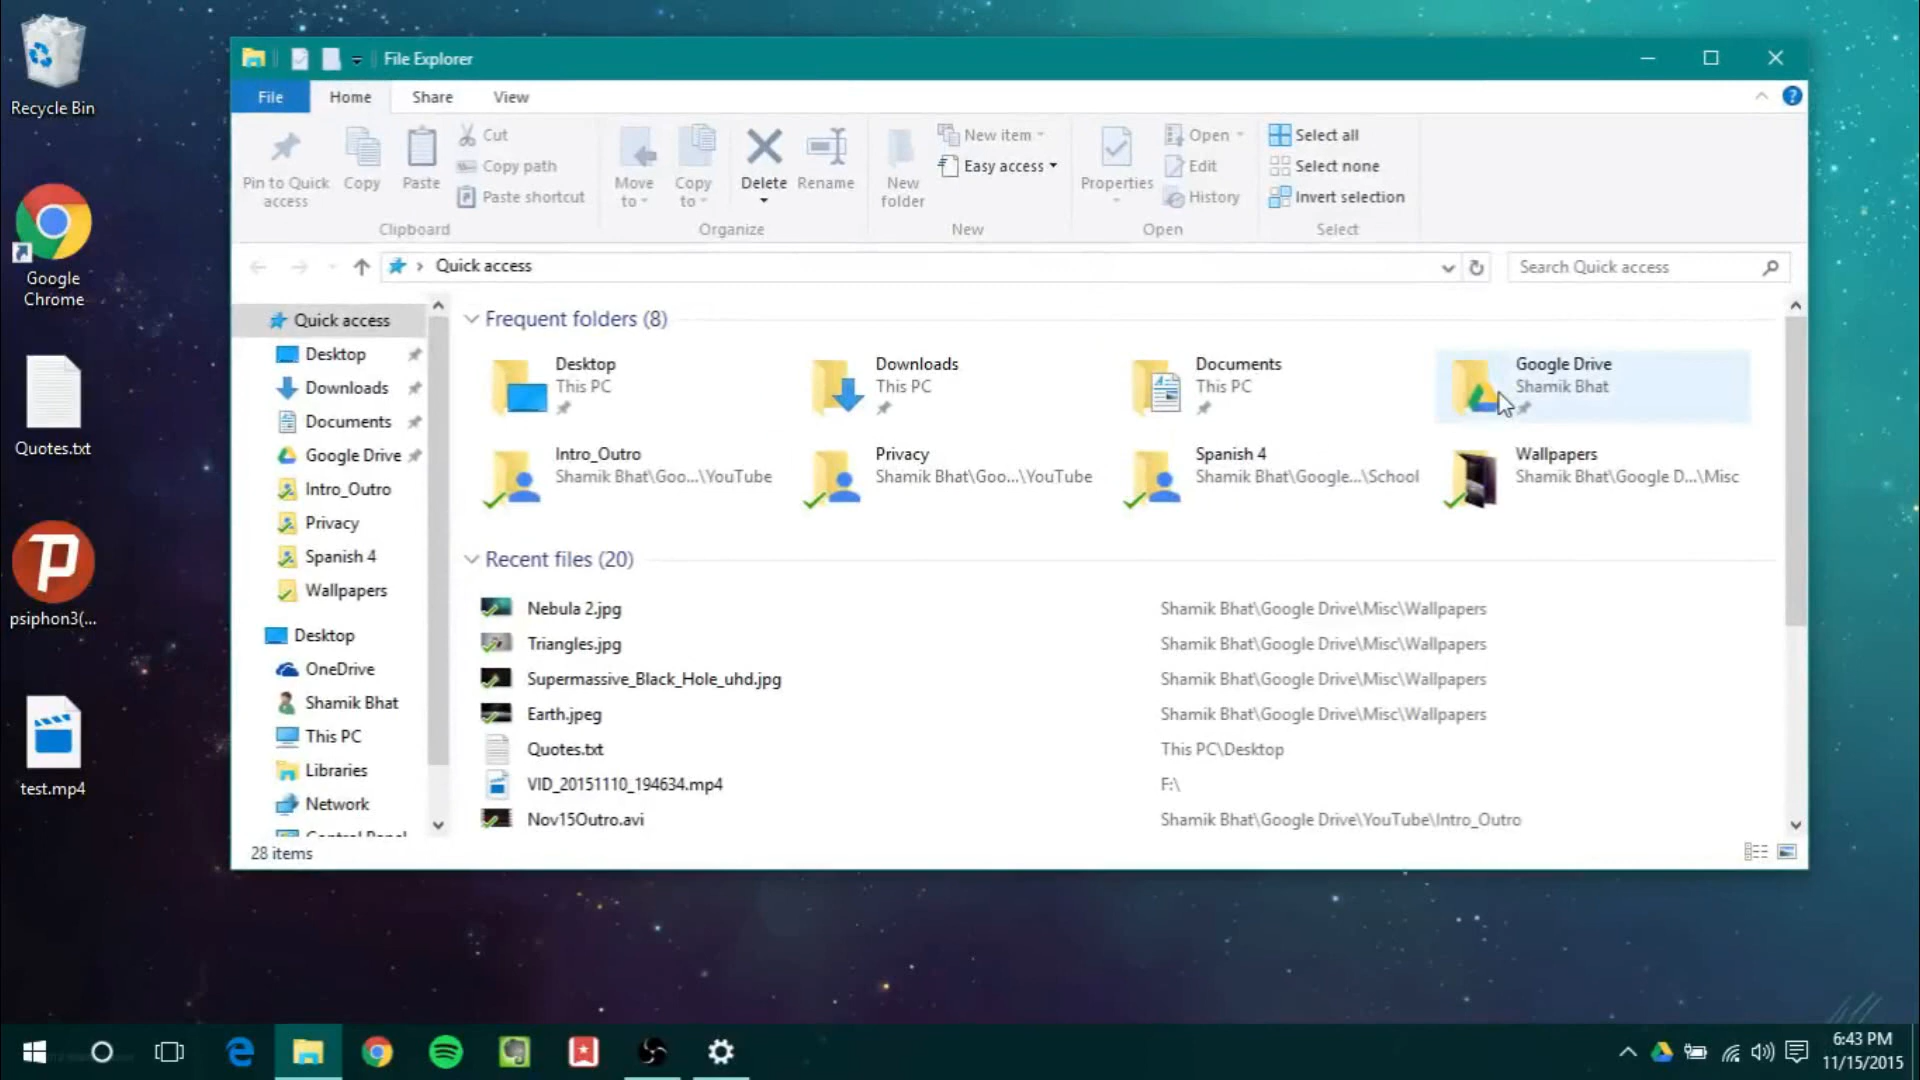 Recycle Bin
Google
Chrome
Quotes.txt
psiphon3(...
test.mp4
File Explorer
File
Home
Share
View
Pin to Quick
access
Copy
Paste
Cut
Copy path
Paste shortcut
Clipboard
Move
to
Copy
to
Delete
Rename
Organize
New
folder
New item
Easy access
New
Properties
Open
Edit
History
Open
Select all
Select none
Invert selection
Select
Quick access
Search Quick access
Quick access
Desktop
Downloads
Documents
Google Drive
Intro_Outro
Privacy
Spanish 4
Wallpapers
Desktop
OneDrive
Shamik Bhat
This PC
Libraries
Network
Control Panel
Frequent folders (8)
Desktop
This PC
Downloads
This PC
Documents
This PC
Google Drive
Shamik Bhat
Intro_Outro
Shamik Bhat\Goo...\YouTube
Privacy
Shamik Bhat\Goo...\YouTube
Spanish 4
Shamik Bhat\Google...\School
Wallpapers
Shamik Bhat\Google D...\Misc
Recent files (20)
Nebula 2.jpg Shamik Bhat\Google Drive\Misc\Wallpapers
Triangles.jpg Shamik Bhat\Google Drive\Misc\Wallpapers
Supermassive_Black_Hole_uhd.jpg Shamik Bhat\Google Drive\Misc\Wallpapers
Earth.jpeg Shamik Bhat\Google Drive\Misc\Wallpapers
Quotes.txt This PC\Desktop
VID_20151110_194634.mp4 F:\
Nov15Outro.avi Shamik Bhat\Google Drive\YouTube\Intro_Outro
28 items
6:43 PM
11/15/2015